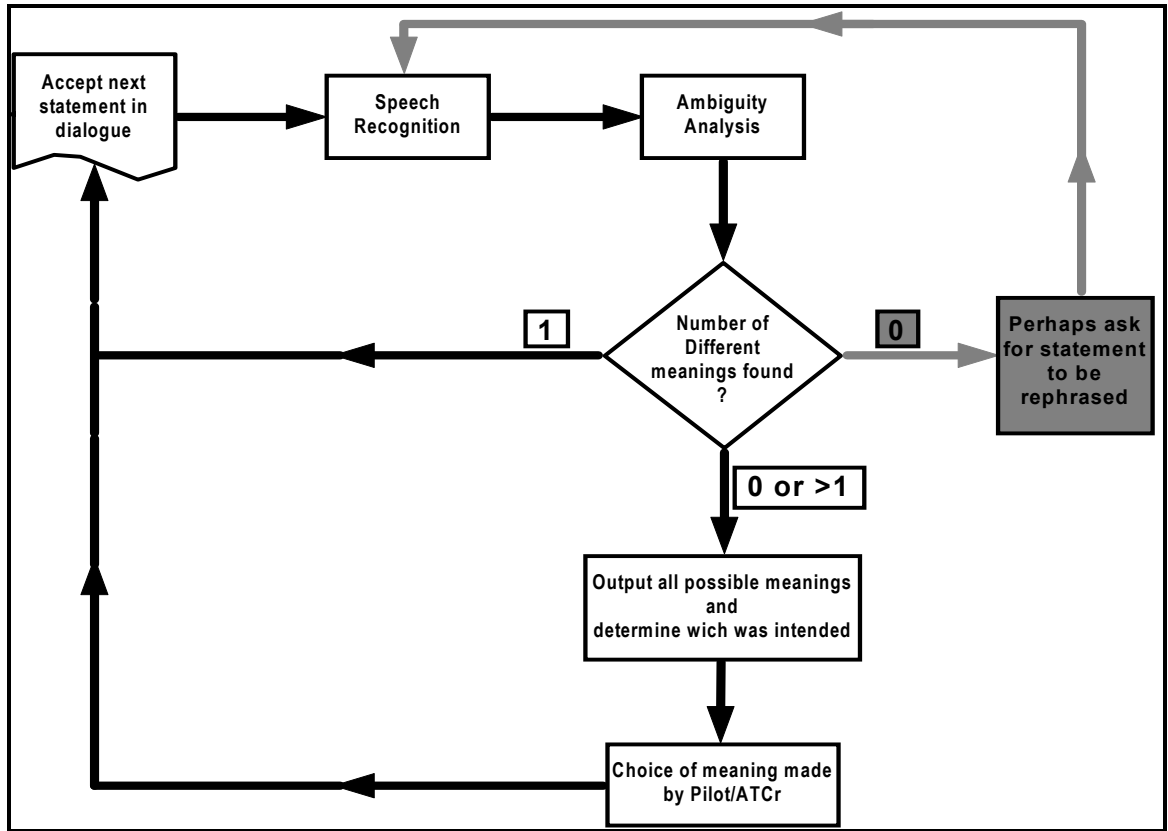 Accept next
statement in
dialogue
Speech
Recognition
Ambiguity
Analysis
Number of
Different
meanings found
?
1
0
Perhaps ask
for statement
to be
rephrased
0 or >1
Output all possible meanings
and
determine wich was intended
Choice of meaning made
by Pilot/ATCr